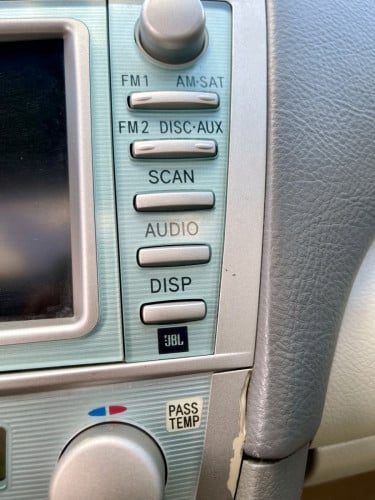 FM1 AM·SAT
FM2 DISC·AUX
SCAN
AUDIO
DISP
JBL
PASS
TEMP